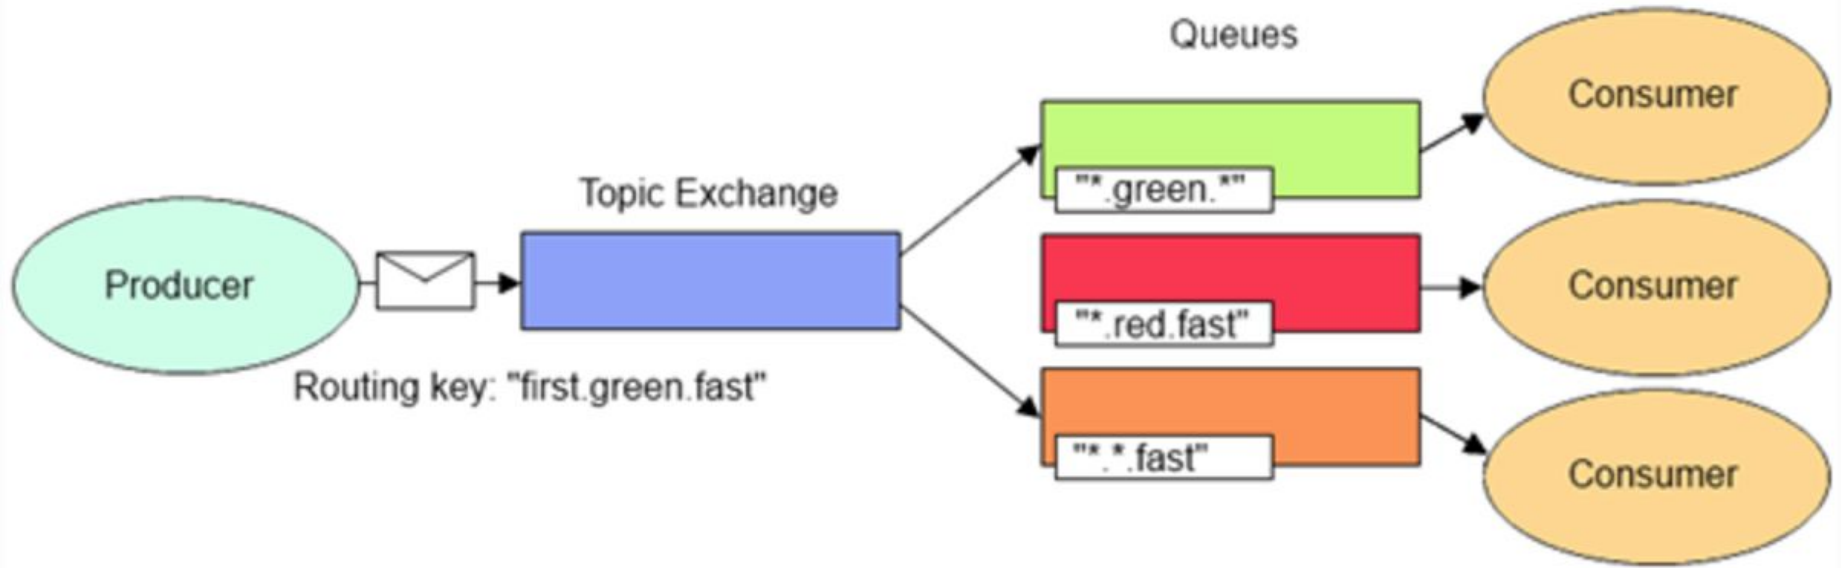 Queues
Consumer
"*.green.*"
Topic Exchange
Producer
Consumer
"*.red.fast"
Routing key: "first.green.fast"
"*.*.fast"
Consumer